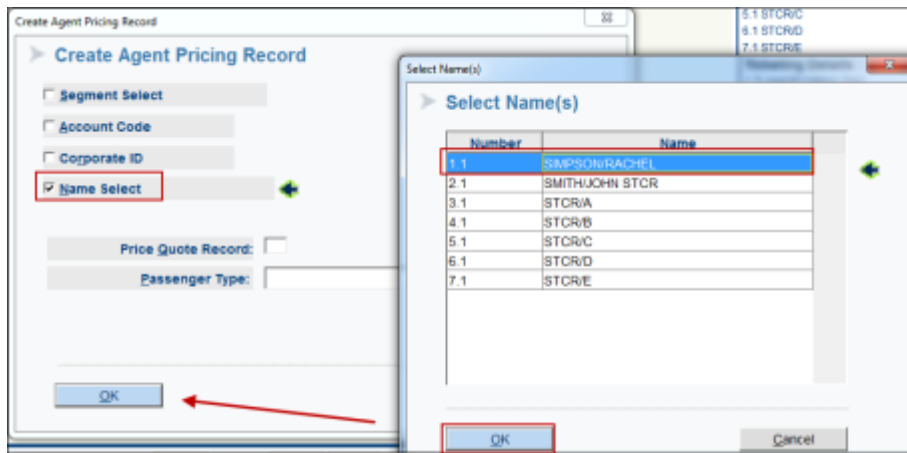 Create Agent Pricing Record
Create Agent Pricing Record
Segment Select
Account Code
Corporate ID
Name Select
Price Quote Record:
Passenger Type:
OK
5.1 STCR/C
6.1 STCR/D
7.1 STCR/E
Select Name(s)
Select Name(s)
Number Name
1.1 SIMPSON/RACHEL
2.1 SMITH/JOHN STCR
3.1 STCR/A
4.1 STCR/B
5.1 STCR/C
6.1 STCR/D
7.1 STCR/E
OK Cancel